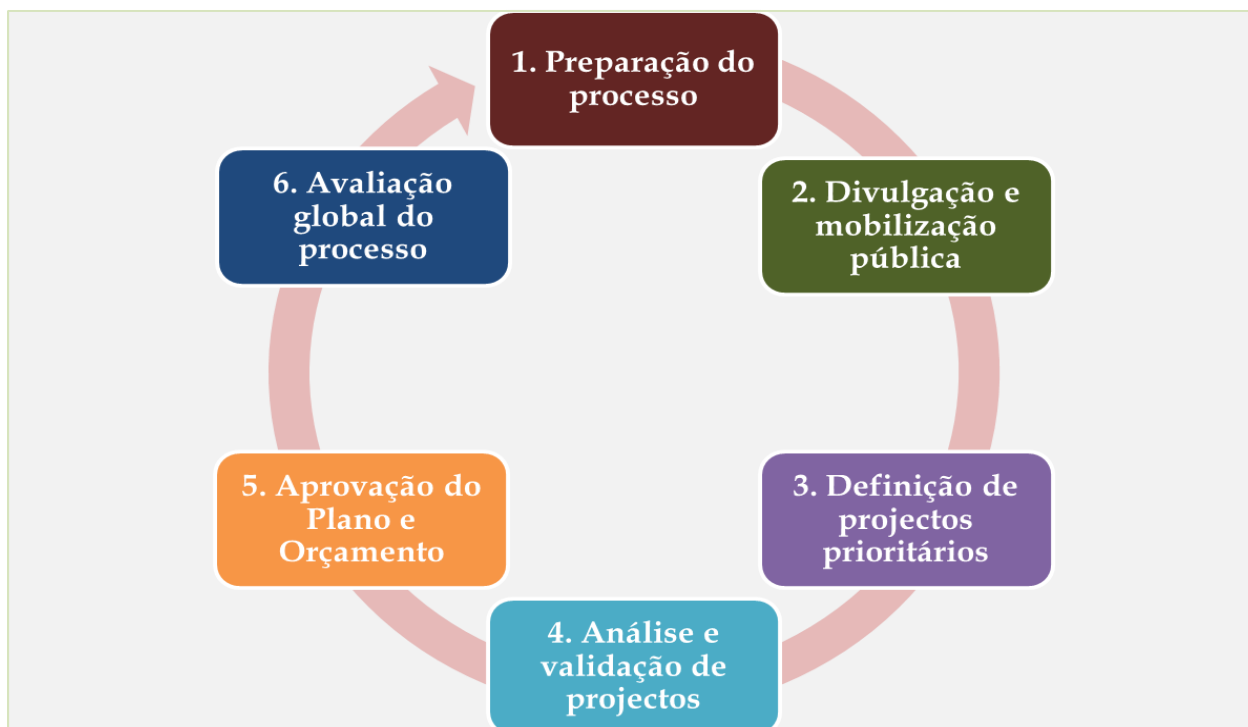 1. Preparação do
processo
2. Divulgação e
mobilização
pública
3. Definição de
projectos
prioritários
4. Análise e
validação de
projectos
5. Aprovação do
Plano e
Orçamento
6. Avaliação
global do
processo